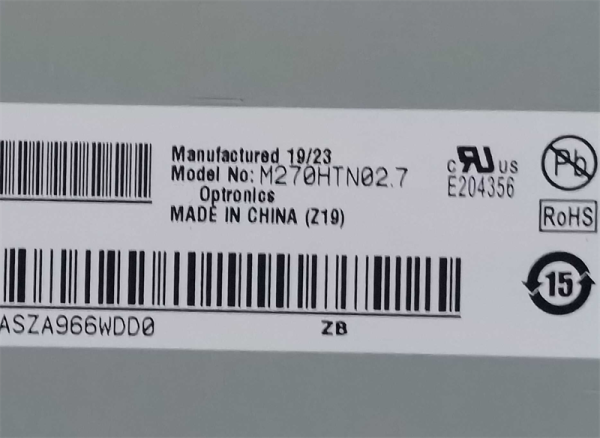 Manufactured 19/23
Model No: M270HTN02.7
Optronics
MADE IN CHINA (Z19)
c RU US
E204356
Pb
RoHS
15
ASZA966WDD0 ZB